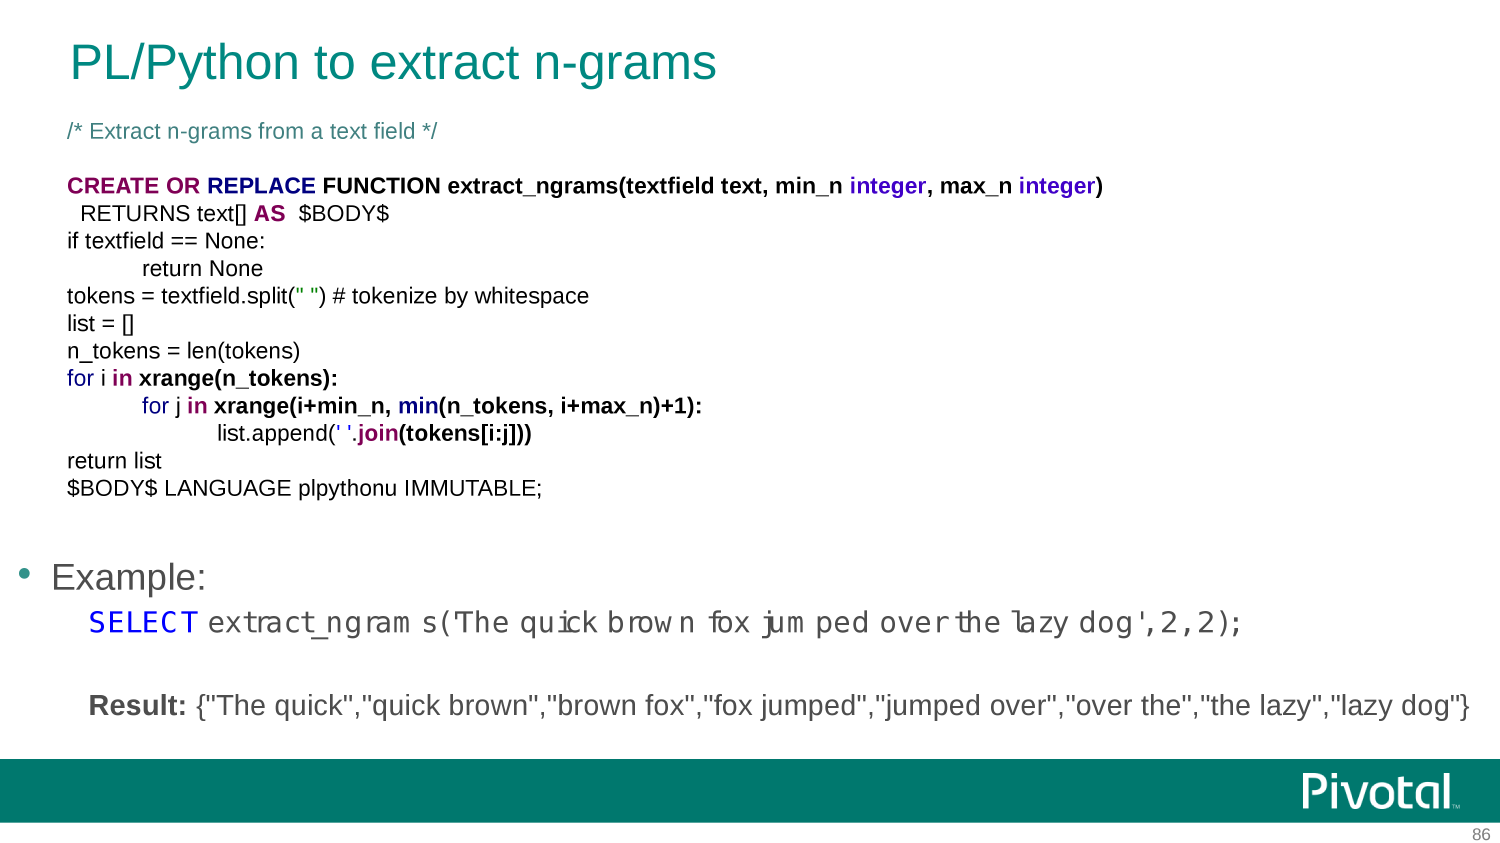 PL/Python to extract n-grams
/* Extract n-grams from a text field */
CREATE OR REPLACE FUNCTION extract_ngrams(textfield text, min_n integer, max_n integer)
RETURNS text[] AS $BODY$
if textfield == None:
return None
tokens = textfield.split(" ") # tokenize by whitespace
list = []
n_tokens = len(tokens)
for i in xrange(n_tokens):
for j in xrange(i+min_n, min(n_tokens, i+max_n)+1):
list.append(' '.join(tokens[i:j]))
return list
$BODY$ LANGUAGE plpythonu IMMUTABLE;
• Example:
SELECT extract_ngrams('The quick brown fox jumped over the lazy dog',2,2);
Result: {"The quick","quick brown","brown fox","fox jumped","jumped over","over the","the lazy","lazy dog"}
Pivotal™
86